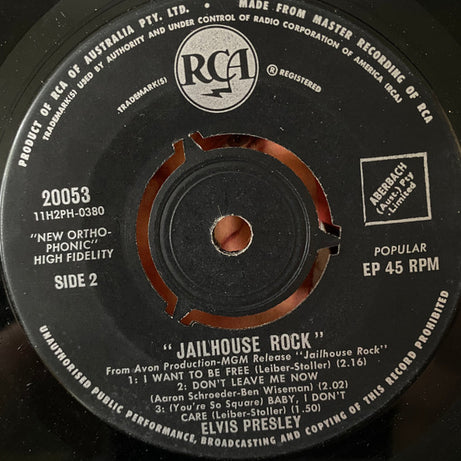 PRODUCT OF RCA OF AUSTRALIA PTY. LTD. • MADE FROM MASTER RECORDING OF RCA
TRADEMARK(S) USED BY AUTHORITY AND UNDER CONTROL OF RADIO CORPORATION OF AMERICA (RCA)
RCA
TRADEMARK(S)
® REGISTERED
20053
11H2PH-0380
"NEW ORTHO-
PHONIC"
HIGH FIDELITY
SIDE 2
ABERBACH
(Aust.) Pty
Limited
POPULAR
EP 45 RPM
"JAILHOUSE ROCK"
From Avon Production-MGM Release "Jailhouse Rock"
1: I WANT TO BE FREE (Leiber-Stoller) (2.16)
2: DON'T LEAVE ME NOW
(Aaron Schroeder-Ben Wiseman) (2.02)
3: (You're So Square) BABY, I DON'T
CARE (Leiber-Stoller) (1.50)
ELVIS PRESLEY
UNAUTHORISED PUBLIC PERFORMANCE, BROADCASTING AND COPYING OF THIS RECORD PROHIBITED